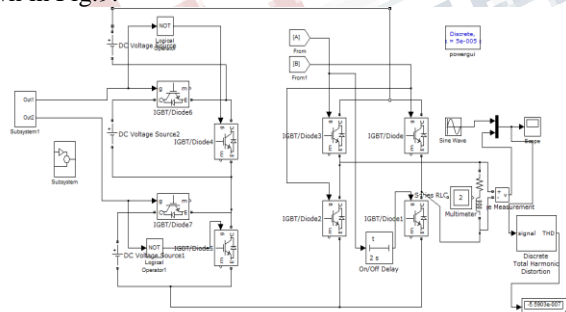 NOT
Logical
Operator
DC Voltage Source
[A]
From
[B]
From1
Discrete,
s = 5e-005
powergui
Out1
Out2
Subsystem1
g
m
E
IGBT/Diode6
DC Voltage Source2
IGBT/Diode4
IGBT/Diode3
IGBT/Diode
Sine Wave
Scope
Subsystem
IGBT/Diode7
IGBT/Diode2
IGBT/Diode1
Series RLC
2
Multimeter
e Measurement
NOT
Logical
Operator1
DC Voltage Source1
IGBT/Diode5
t
2 s
On/Off Delay
signal
THD
Discrete
Total Harmonic
Distortion
-5.5903e-007